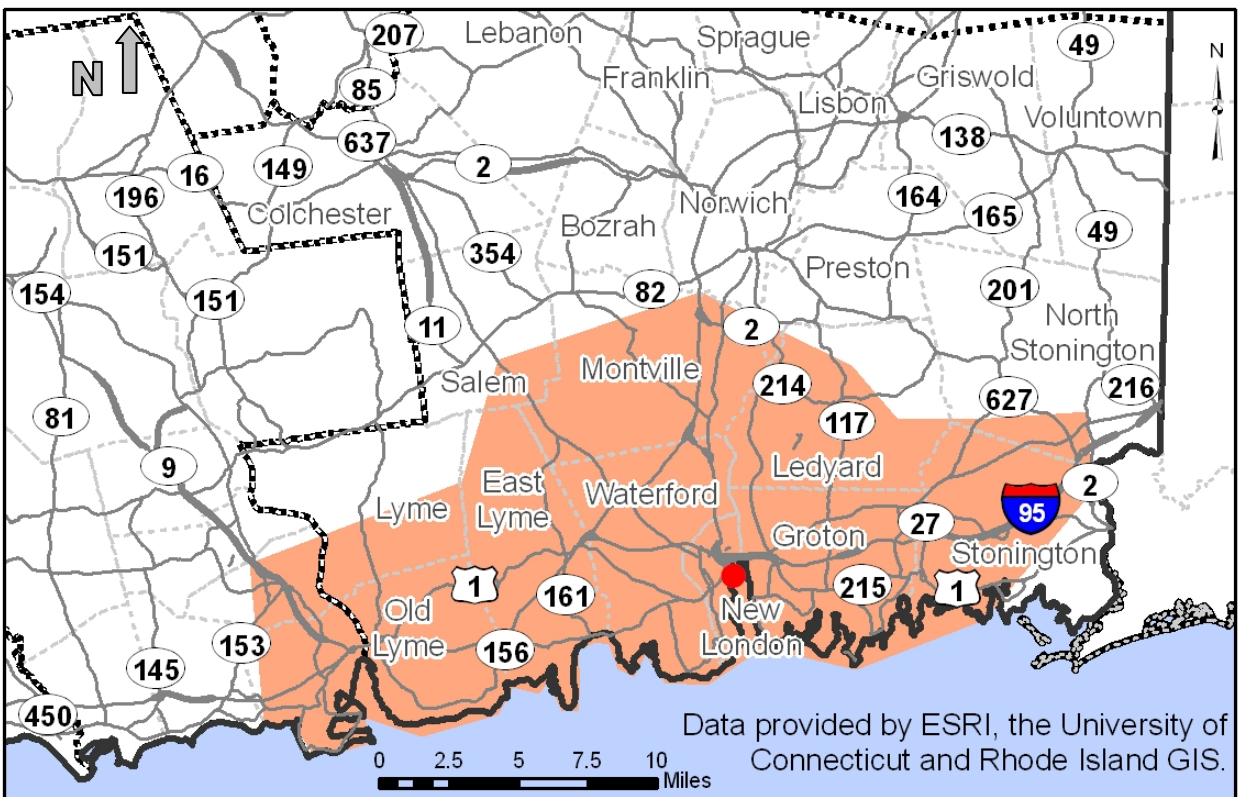 207
Lebanon
Sprague
49
N
N
85
Franklin
Griswold
Lisbon
Voluntown
637
138
16
149
2
196
164
165
Colchester
Norwich
Bozrah
49
151
354
Preston
154
151
82
201
11
2
North
Stonington
Montville
Salem
214
627
216
81
117
9
Ledyard
East
Lyme
Waterford
Lyme
2
95
27
Groton
Stonington
1
161
215
1
Old
Lyme
New
London
153
156
145
450
Data provided by ESRI, the University of
Connecticut and Rhode Island GIS.
0 2.5 5 7.5 10
Miles